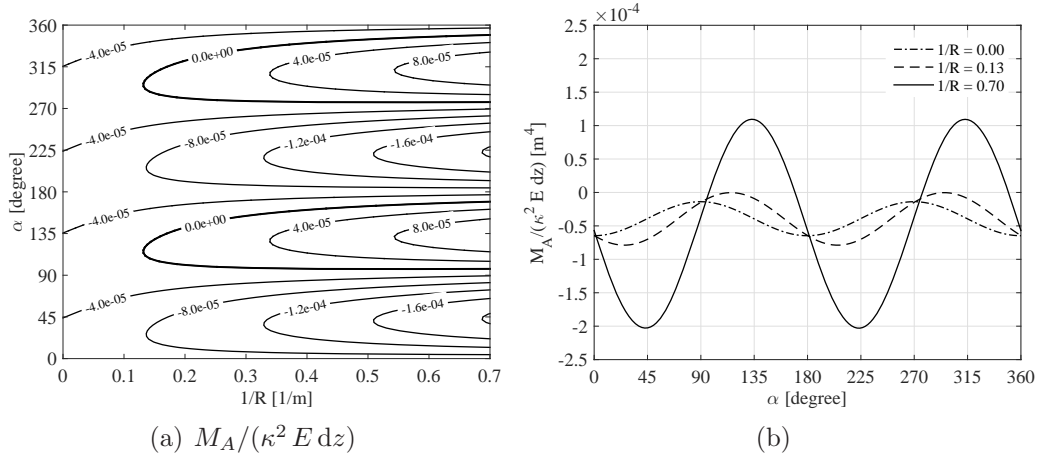 360
315
270
225
180
135
90
45
0
α [degree]
-4.0e-05
0.0e+00
4.0e-05
8.0e-05
-4.0e-05
-8.0e-05
-1.2e-04
-1.6e-04
-4.0e-05
0.0e+00
4.0e-05
8.0e-05
-4.0e-05
-8.0e-05
-1.2e-04
-1.6e-04
0 0.1 0.2 0.3 0.4 0.5 0.6 0.7
1/R [1/m]
(a) M_A/(κ² E dz)
×10⁻⁴
2.5
2
1.5
1
0.5
0
-0.5
-1
-1.5
-2
-2.5
M_A/(κ² E dz) [m⁴]
1/R = 0.00
1/R = 0.13
1/R = 0.70
0 45 90 135 180 225 270 315 360
α [degree]
(b)